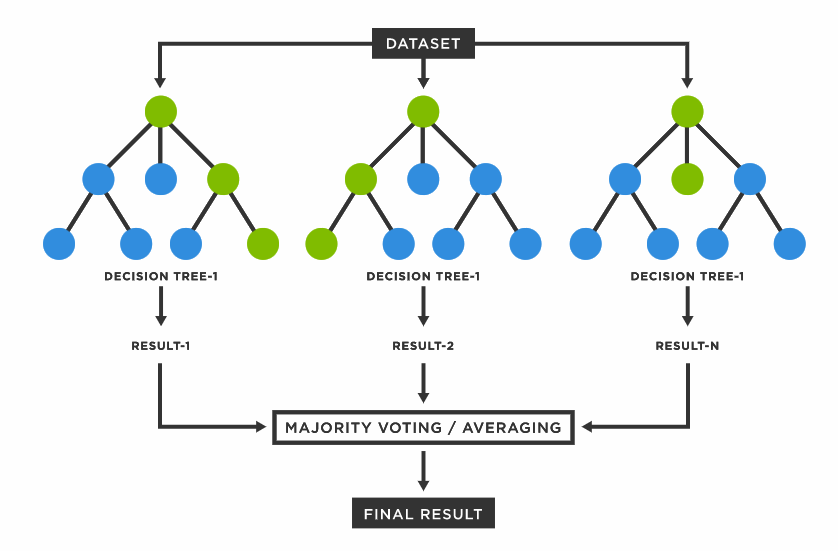 DATASET
DECISION TREE-1
DECISION TREE-1
DECISION TREE-1
RESULT-1
RESULT-2
RESULT-N
MAJORITY VOTING / AVERAGING
FINAL RESULT